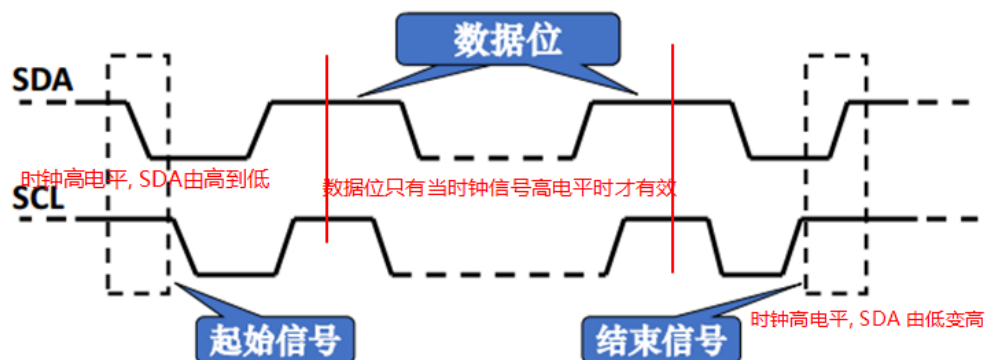 数据位
SDA
时钟高电平, SDA由高到低
数据位只有当时钟信号高电平时才有效
SCL
起始信号
结束信号
时钟高电平, SDA 由低变高